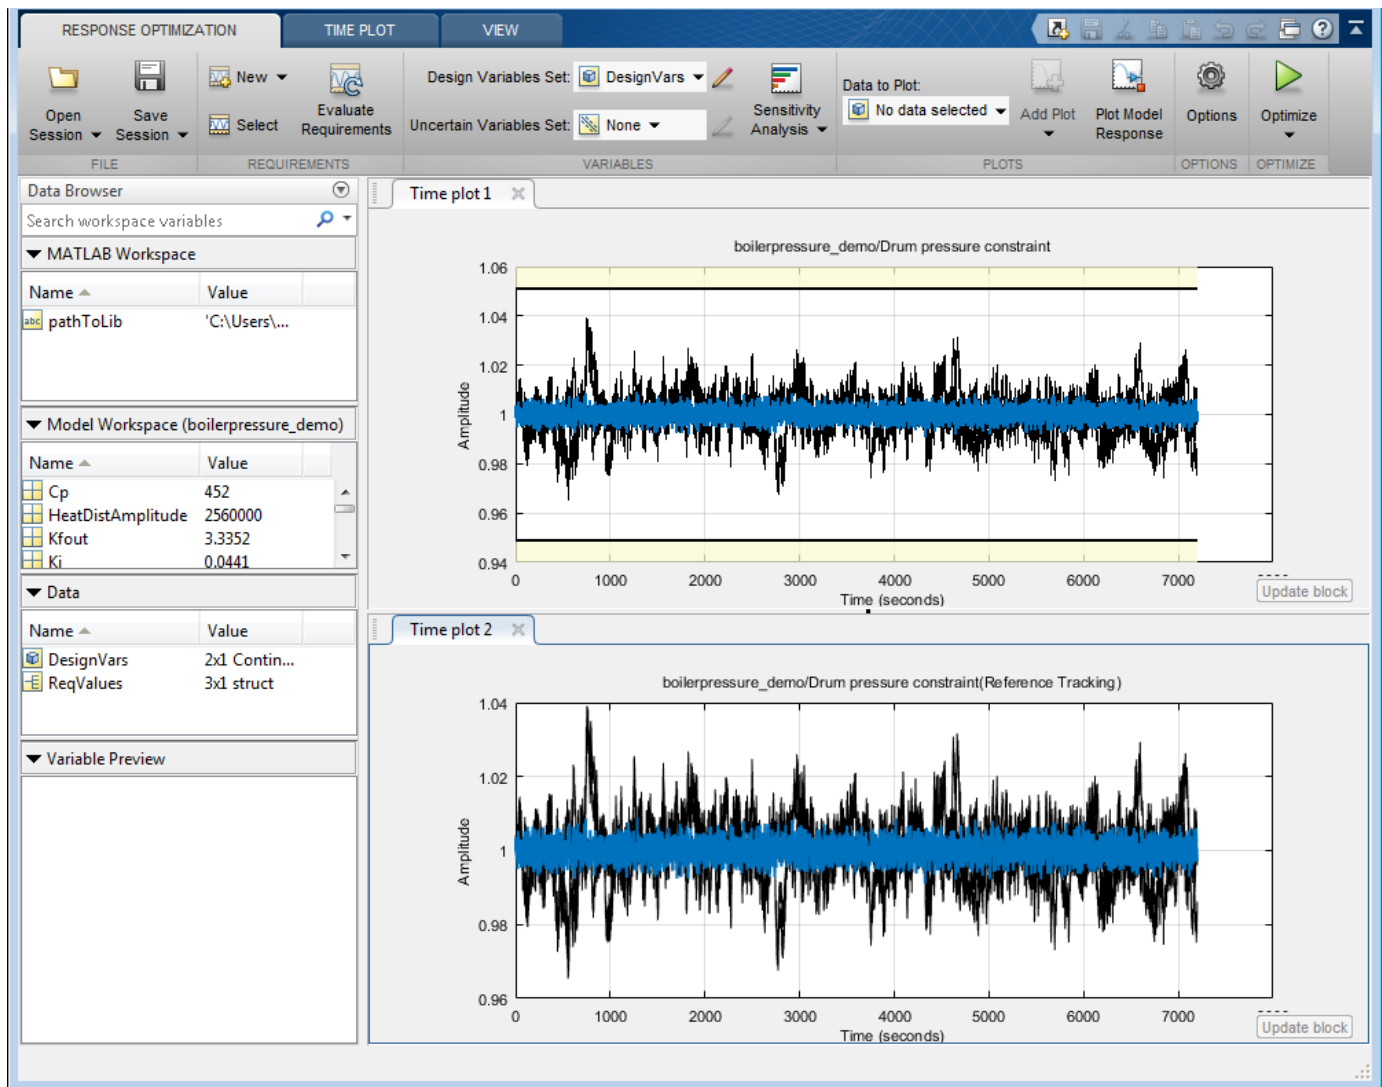 RESPONSE OPTIMIZATION TIME PLOT VIEW
Open Session Save Session
New
Select
Evaluate Requirements
Design Variables Set: DesignVars
Uncertain Variables Set: None
Sensitivity Analysis
Data to Plot:
No data selected
Add Plot
Plot Model Response
Options
Optimize
FILE REQUIREMENTS VARIABLES PLOTS OPTIONS OPTIMIZE
Data Browser
Search workspace variables
MATLAB Workspace
Name Value
abc pathToLib 'C:\Users\...
Model Workspace (boilerpressure_demo)
Name Value
Cp 452
HeatDistAmplitude 2560000
Kfout 3.3352
Ki 0.0441
Data
Name Value
DesignVars 2x1 Contin...
ReqValues 3x1 struct
Variable Preview
Time plot 1
boilerpressure_demo/Drum pressure constraint
1.06
1.04
1.02
1
0.98
0.96
0.94
Amplitude
0 1000 2000 3000 4000 5000 6000 7000
Time (seconds)
Update block
Time plot 2
boilerpressure_demo/Drum pressure constraint(Reference Tracking)
1.04
1.02
1
0.98
0.96
Amplitude
0 1000 2000 3000 4000 5000 6000 7000
Time (seconds)
Update block